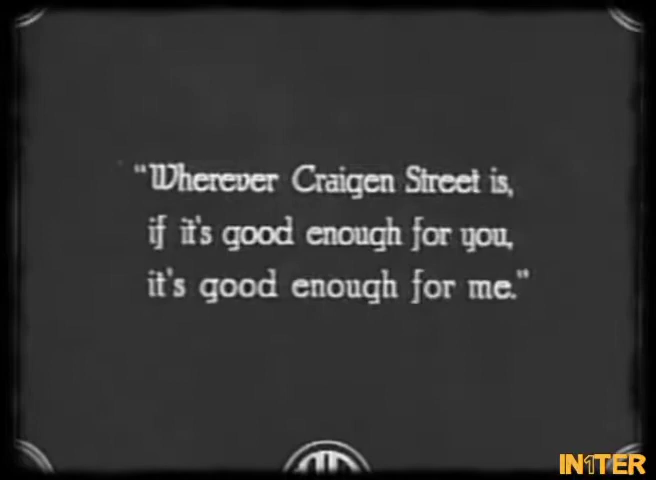 "Wherever Craigen Street is,
if it's good enough for you,
it's good enough for me."
IN1TER